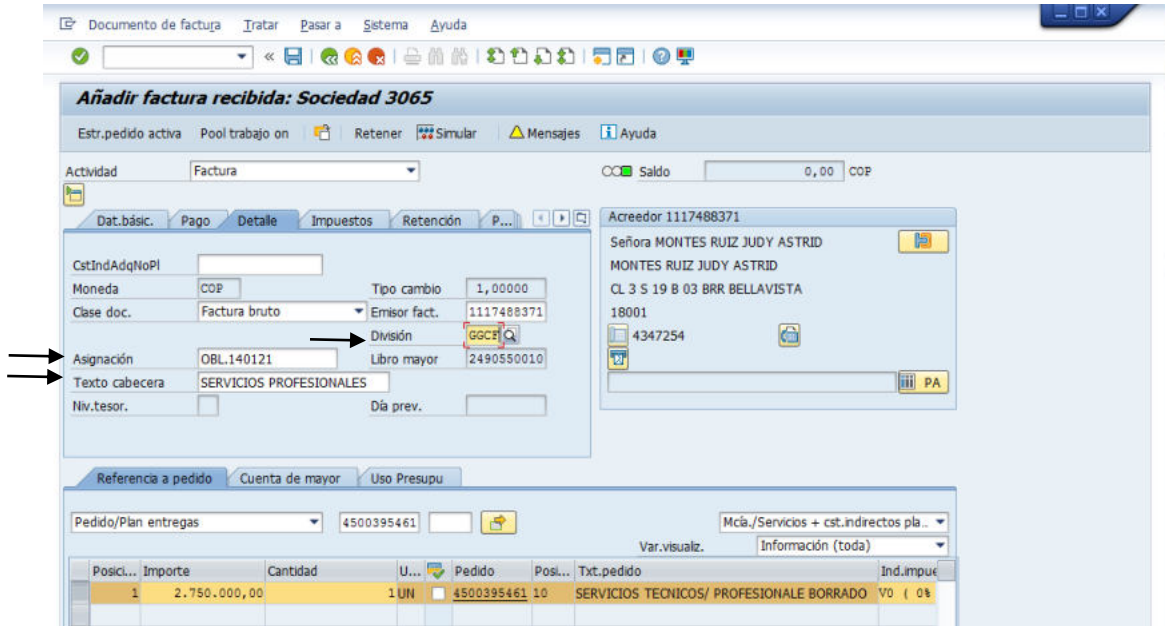 Documento de factura Tratar Pasar a Sistema Ayuda
Añadir factura recibida: Sociedad 3065
Estr.pedido activa Pool trabajo on Retener Simular Mensajes Ayuda
Actividad Factura Saldo 0,00 COP
Dat.básic. Pago Detalle Impuestos Retención P...
Acreedor 1117488371
Señora MONTES RUIZ JUDY ASTRID
CstIndAdqNoPl MONTES RUIZ JUDY ASTRID
Moneda COP Tipo cambio 1,00000 CL 3 S 19 B 03 BRR BELLAVISTA
Clase doc. Factura bruto Emisor fact. 1117488371 18001
División 4347254
Asignación OBL.140121 Libro mayor 2490550010
Texto cabecera SERVICIOS PROFESIONALES PA
Niv.tesor. Día prev.
Referencia a pedido Cuenta de mayor Uso Presupu
Pedido/Plan entregas 4500395461 Mcía./Servicios + cst.indirectos pla..
Var.visualiz. Información (toda)
Posici... Importe Cantidad U... Pedido Posi... Txt.pedido Ind.impue
1 2.750.000,00 1 UN 4500395461 10 SERVICIOS TECNICOS/ PROFESIONALE BORRADO V0 ( 0%